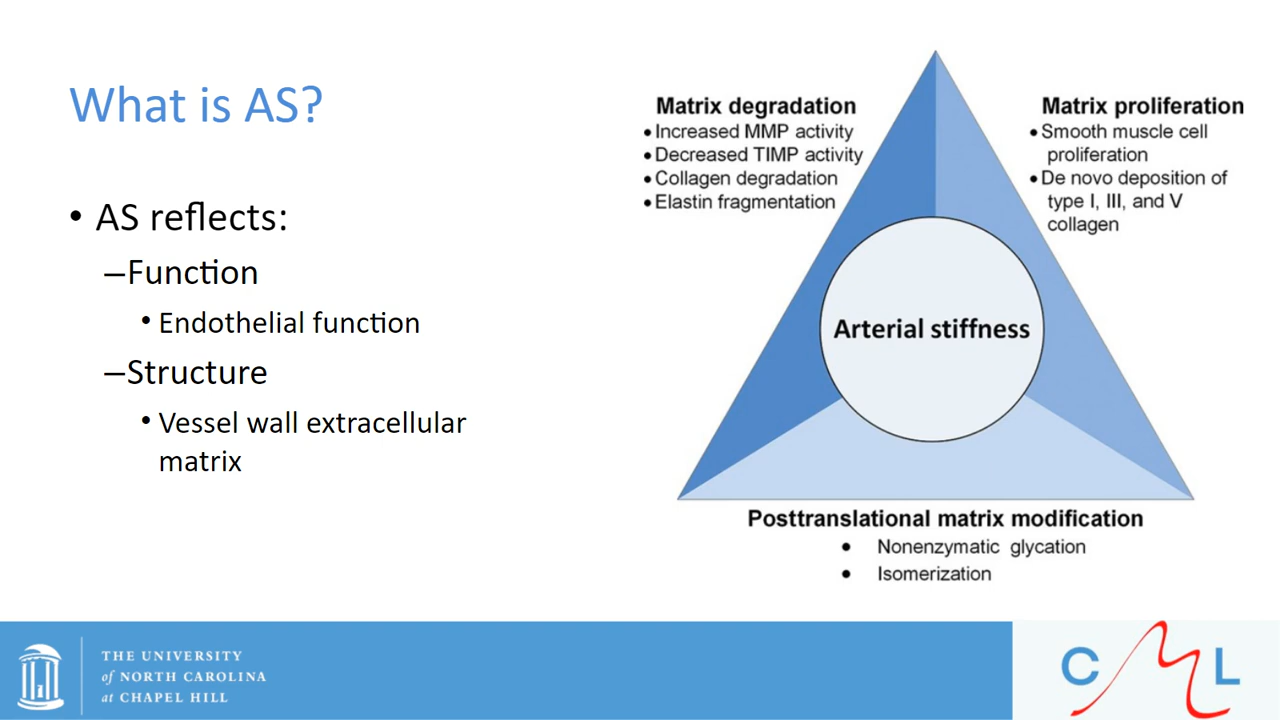 What is AS?
• AS reflects:
–Function
• Endothelial function
–Structure
• Vessel wall extracellular
matrix
Matrix degradation
• Increased MMP activity
• Decreased TIMP activity
• Collagen degradation
• Elastin fragmentation
Matrix proliferation
• Smooth muscle cell
proliferation
• De novo deposition of
type I, III, and V
collagen
Arterial stiffness
Posttranslational matrix modification
• Nonenzymatic glycation
• Isomerization
THE UNIVERSITY
of NORTH CAROLINA
at CHAPEL HILL
CML